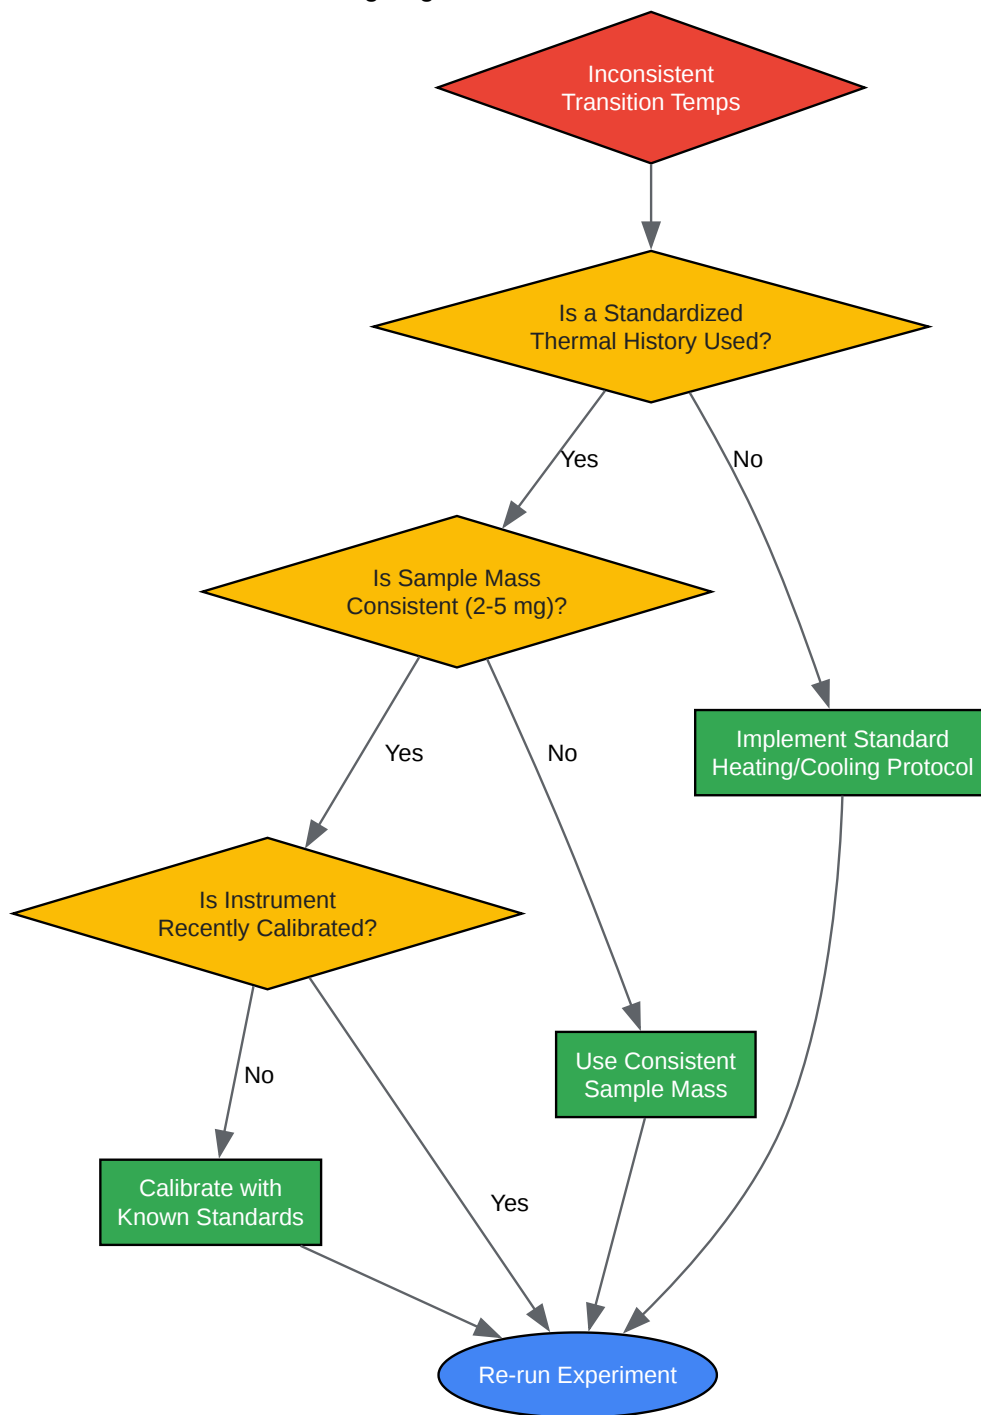 Inconsistent
Transition Temps
Is a Standardized
Thermal History Used?
Yes
No
Is Sample Mass
Consistent (2-5 mg)?
Implement Standard
Heating/Cooling Protocol
Yes
No
Is Instrument
Recently Calibrated?
Use Consistent
Sample Mass
No
Calibrate with
Known Standards
Yes
Re-run Experiment